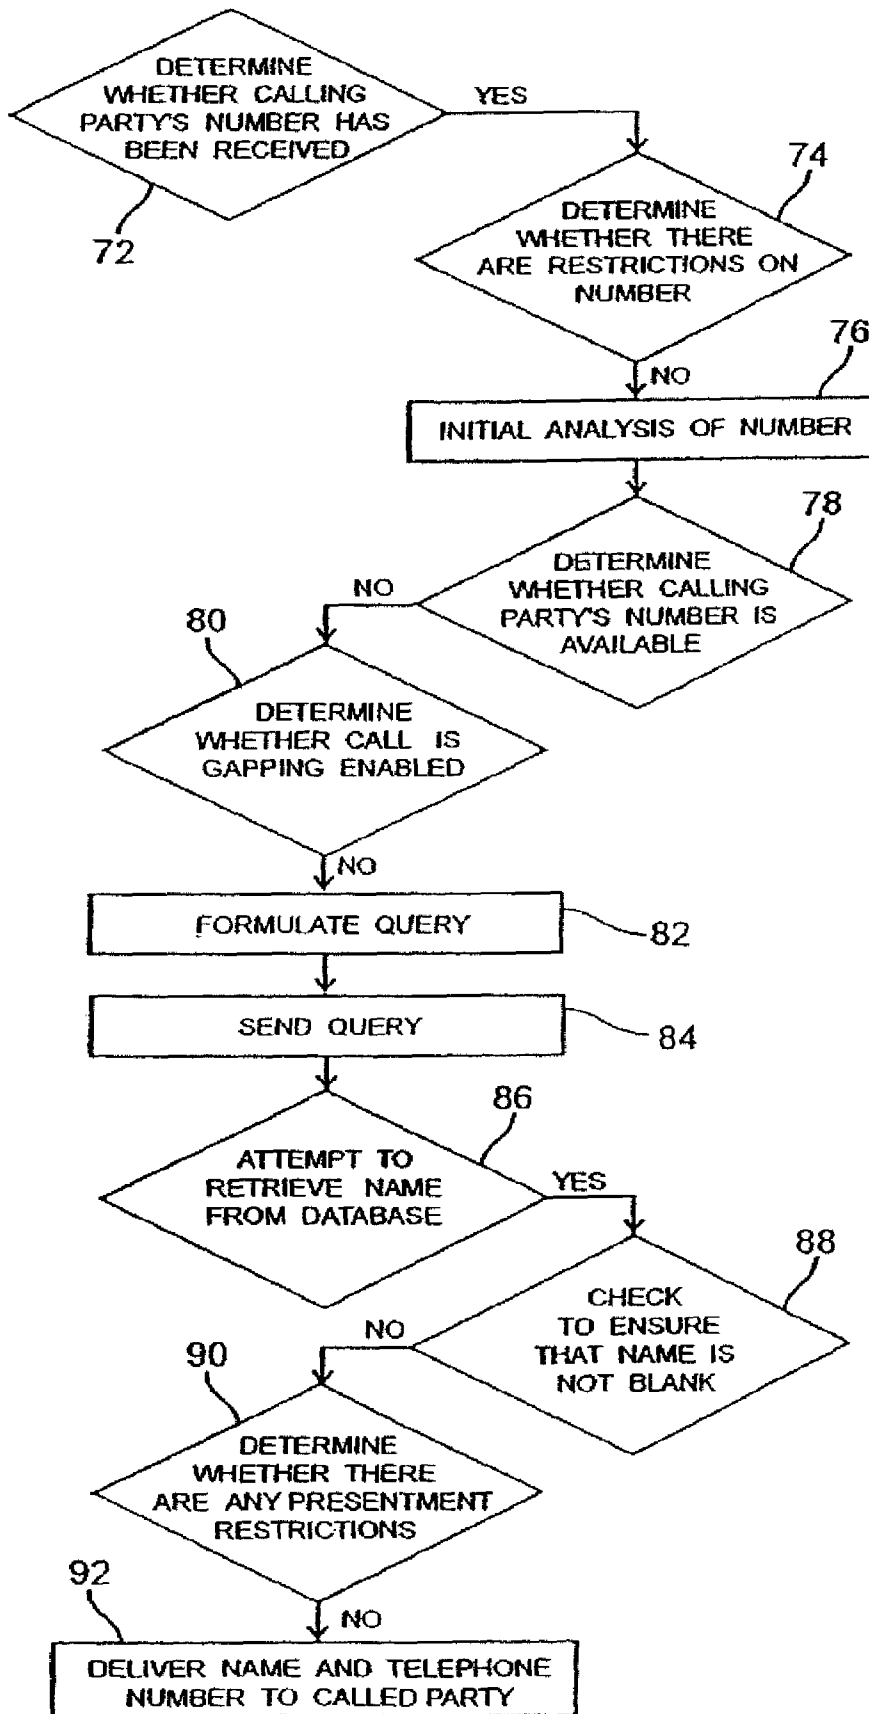 DETERMINE
WHETHER CALLING
PARTY'S NUMBER HAS
BEEN RECEIVED
YES
72
74
DETERMINE
WHETHER THERE
ARE RESTRICTIONS ON
NUMBER
NO
76
INITIAL ANALYSIS OF NUMBER
78
DETERMINE
WHETHER CALLING
PARTY'S NUMBER IS
AVAILABLE
NO
80
DETERMINE
WHETHER CALL IS
GAPPING ENABLED
NO
FORMULATE QUERY
82
SEND QUERY
84
86
ATTEMPT TO
RETRIEVE NAME
FROM DATABASE
YES
88
CHECK
TO ENSURE
THAT NAME IS
NOT BLANK
NO
90
DETERMINE
WHETHER THERE
ARE ANY PRESENTMENT
RESTRICTIONS
NO
92
DELIVER NAME AND TELEPHONE
NUMBER TO CALLED PARTY